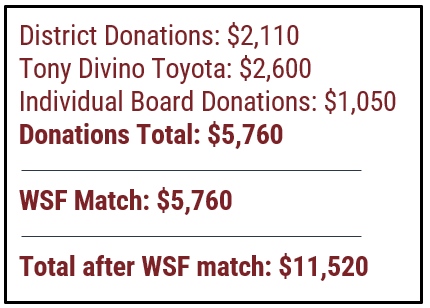 District Donations: $2,110
Tony Divino Toyota: $2,600
Individual Board Donations: $1,050
Donations Total: $5,760
WSF Match: $5,760
Total after WSF match: $11,520